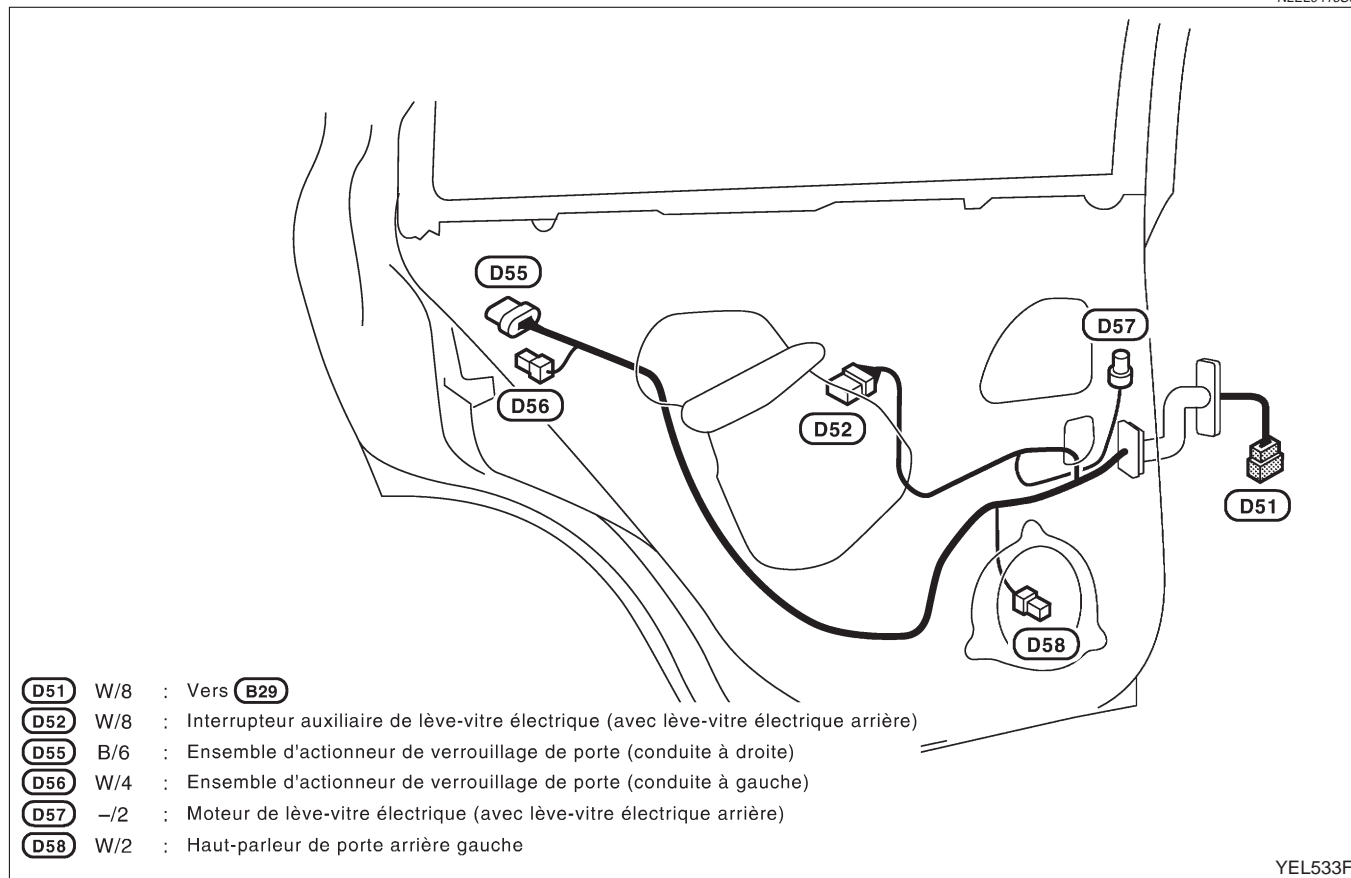 D55
D57
D56
D52
D51
D58
D51 W/8 : Vers B29
D52 W/8 : Interrupteur auxiliaire de lève-vitre électrique (avec lève-vitre électrique arrière)
D55 B/6 : Ensemble d'actionneur de verrouillage de porte (conduite à droite)
D56 W/4 : Ensemble d'actionneur de verrouillage de porte (conduite à gauche)
D57 –/2 : Moteur de lève-vitre électrique (avec lève-vitre électrique arrière)
D58 W/2 : Haut-parleur de porte arrière gauche
YEL533F